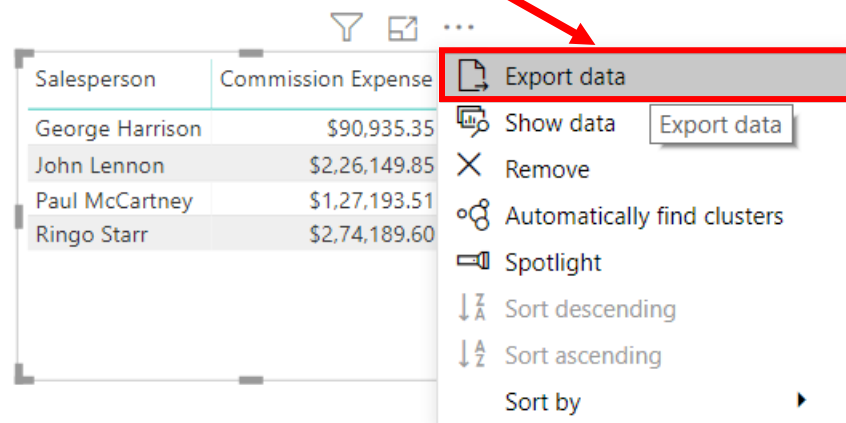 Salesperson Commission Expense
George Harrison $90,935.35
John Lennon $2,26,149.85
Paul McCartney $1,27,193.51
Ringo Starr $2,74,189.60
Export data
Show data
Export data
Remove
Automatically find clusters
Spotlight
Sort descending
Sort ascending
Sort by